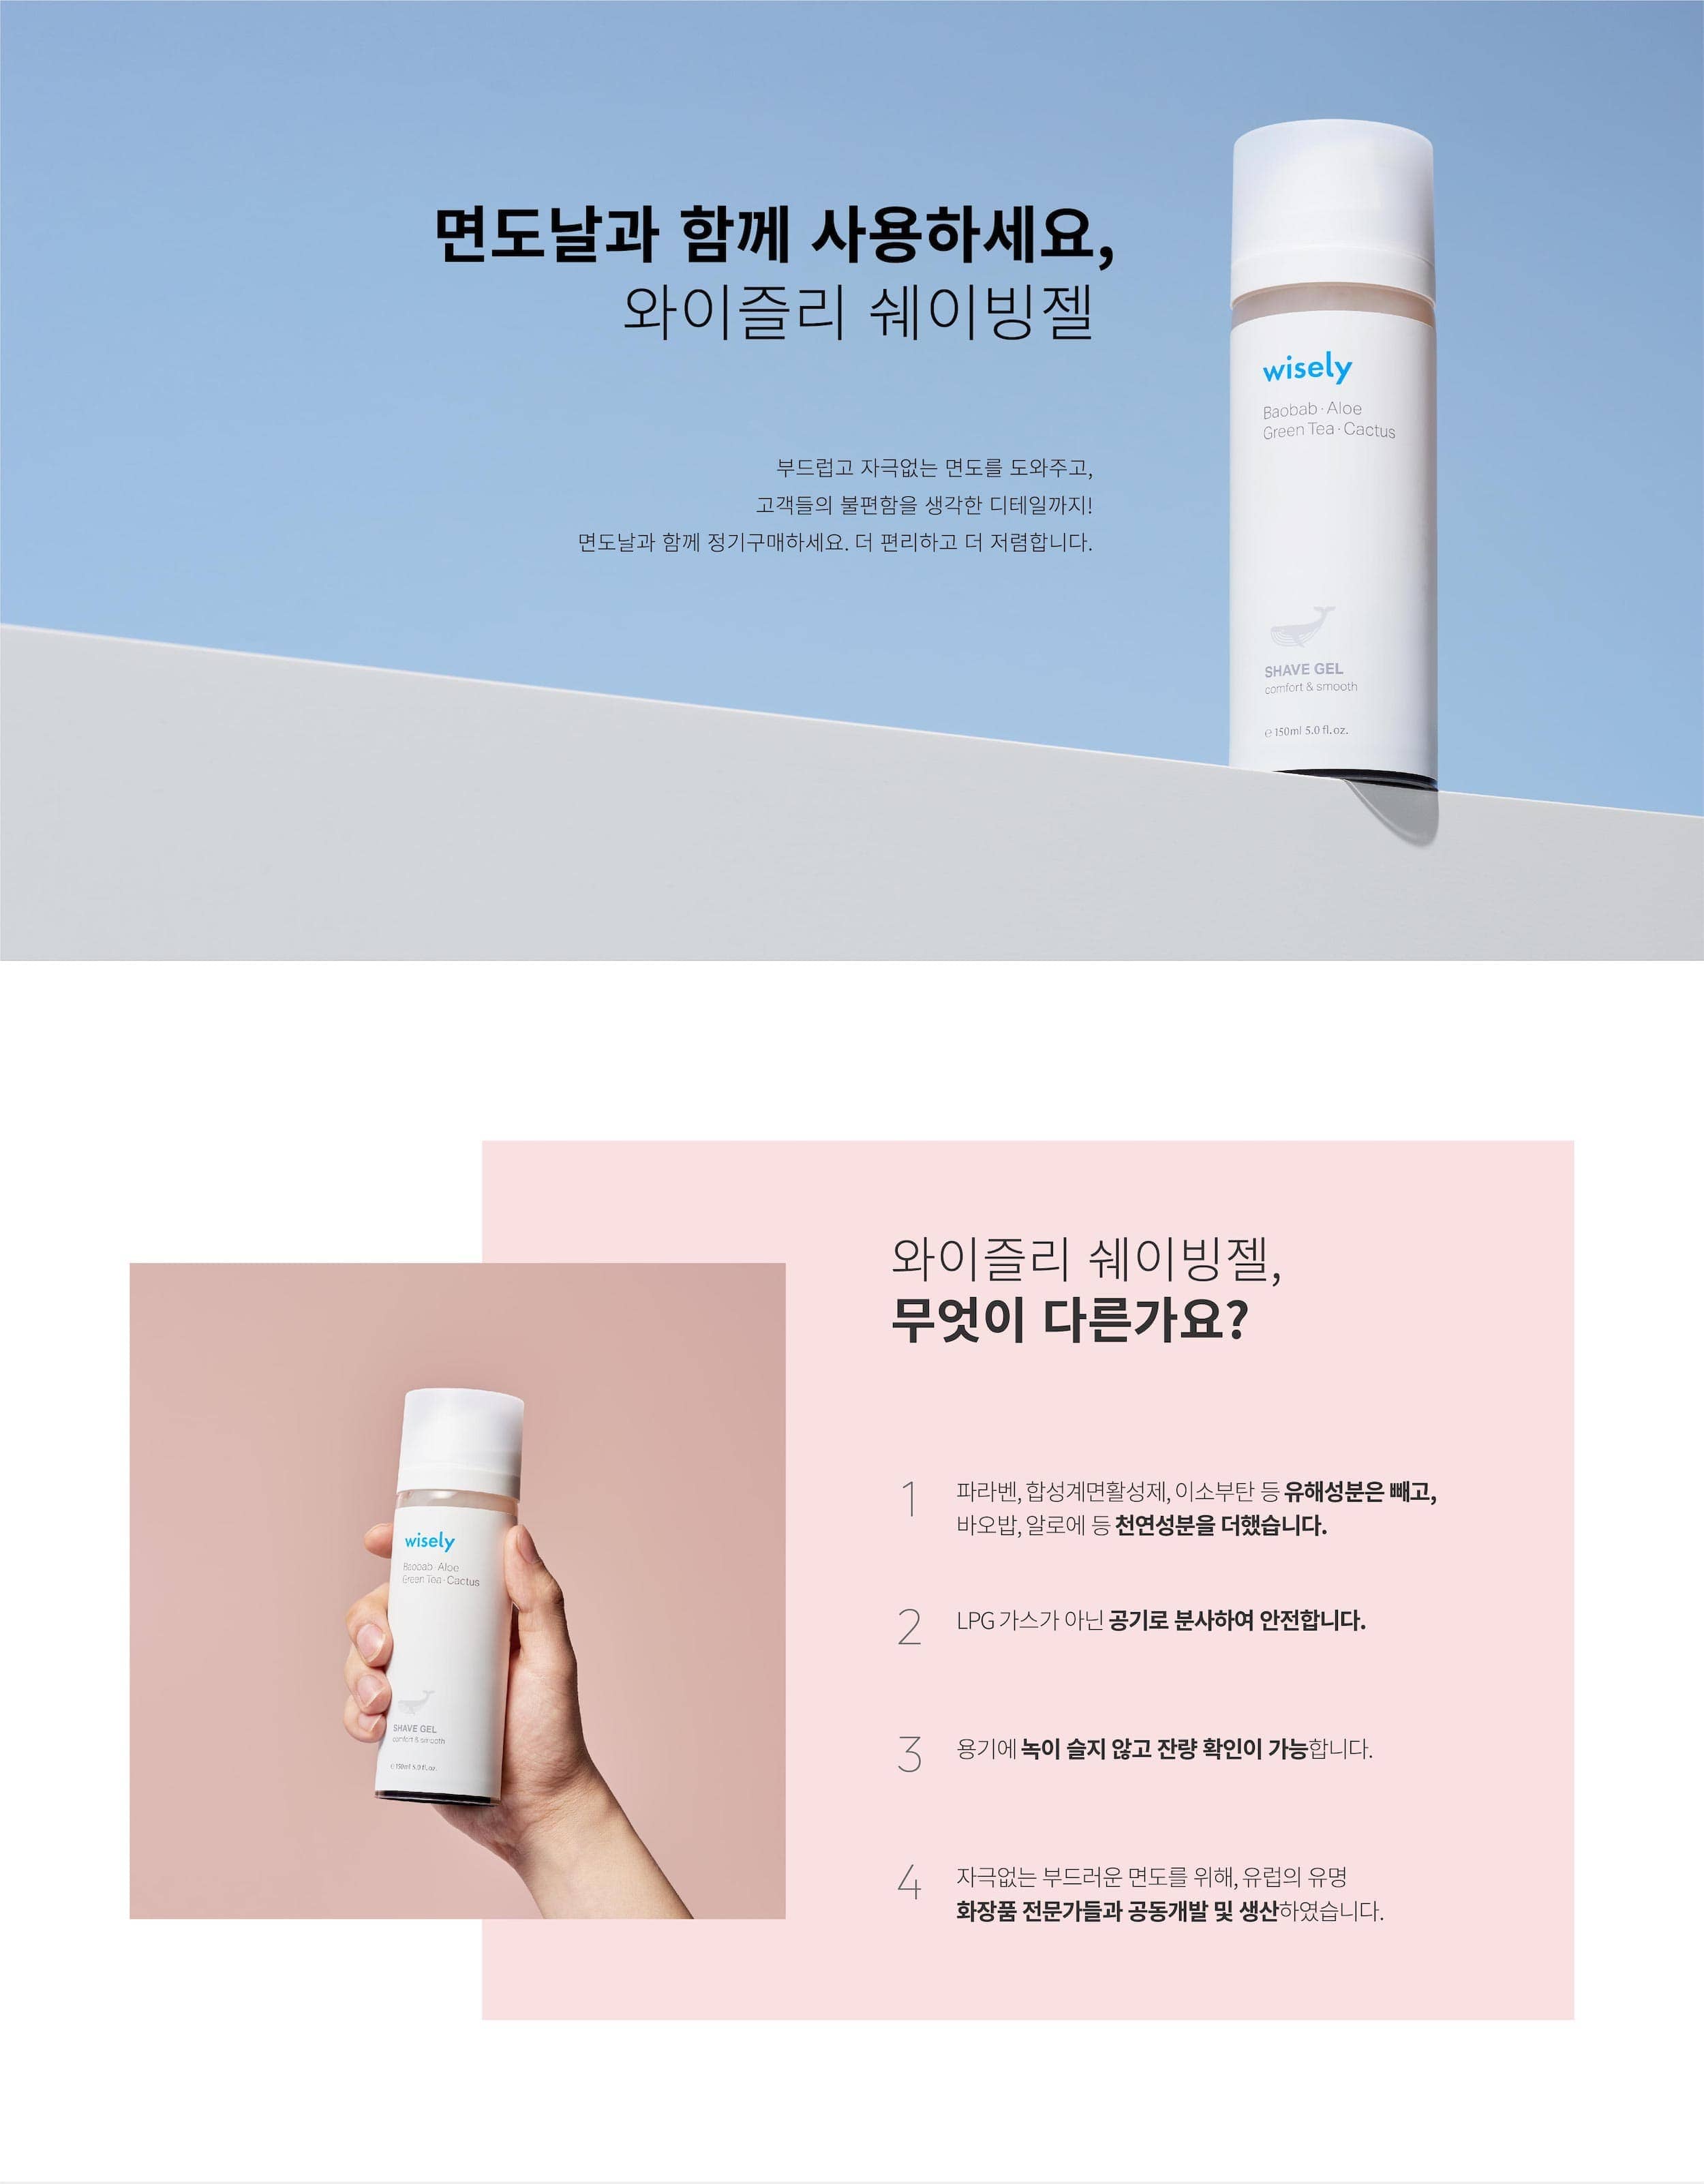 면도날과 함께 사용하세요,
와이즐리 쉐이빙젤
부드럽고 자극없는 면도를 도와주고,
고객들의 불편함을 생각한 디테일까지!
면도날과 함께 정기구매하세요. 더 편리하고 더 저렴합니다.
wisely
Baobab · Aloe
Green Tea · Cactus
SHAVE GEL
comfort & smooth
℮ 150ml 5.0 fl.oz.
와이즐리 쉐이빙젤,
무엇이 다른가요?
wisely
Baobab · Aloe
Green Tea · Cactus
SHAVE GEL
comfort & smooth
℮ 150ml 5.0 fl.oz.
1 파라벤, 합성계면활성제, 이소부탄 등 유해성분은 빼고,
바오밥, 알로에 등 천연성분을 더했습니다.
2 LPG 가스가 아닌 공기로 분사하여 안전합니다.
3 용기에 녹이 슬지 않고 잔량 확인이 가능합니다.
4 자극없는 부드러운 면도를 위해, 유럽의 유명
화장품 전문가들과 공동개발 및 생산하였습니다.